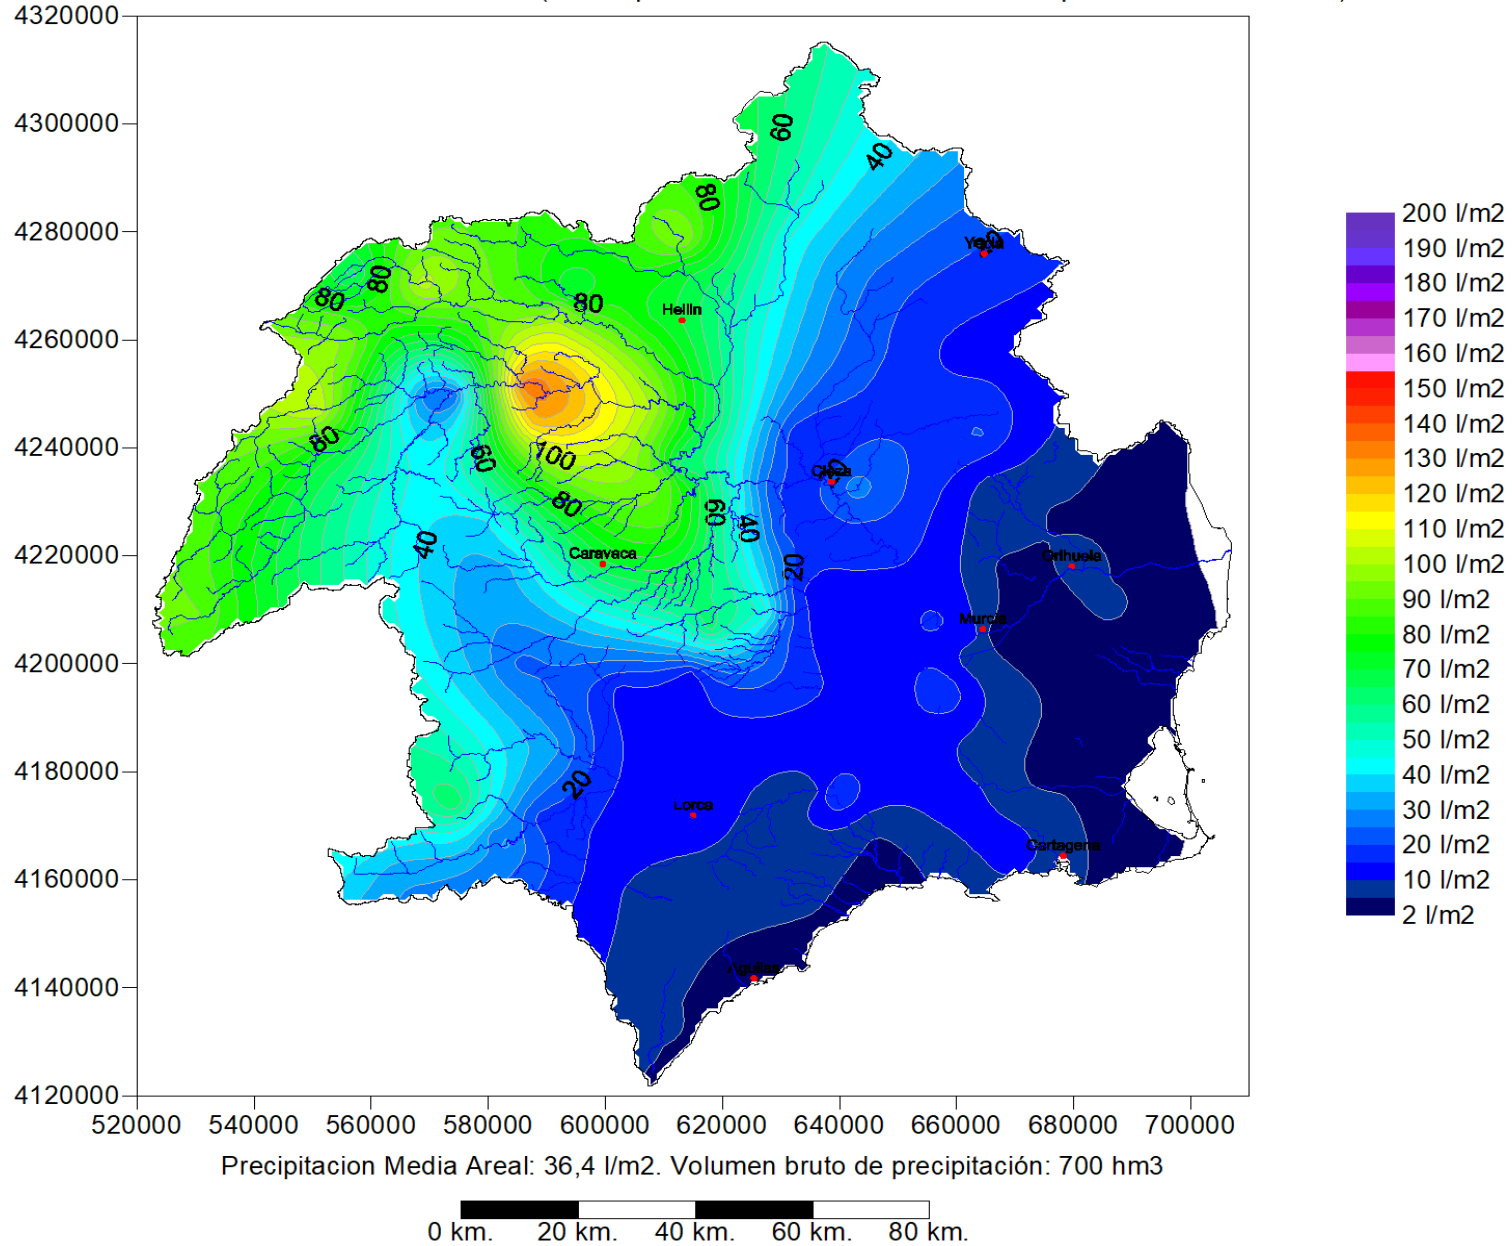 4320000
4300000
4280000
4260000
4240000
4220000
4200000
4180000
4160000
4140000
4120000
520000
540000
560000
580000
600000
620000
640000
660000
680000
700000
60
40
80
80
80
80
Hellin
80
60
100
80
60
40
40
20
Caravaca
Orihuela
Murcia
20
Lorca
Cartagena
Aguilas
200 l/m2
190 l/m2
180 l/m2
170 l/m2
160 l/m2
150 l/m2
140 l/m2
130 l/m2
120 l/m2
110 l/m2
100 l/m2
90 l/m2
80 l/m2
70 l/m2
60 l/m2
50 l/m2
40 l/m2
30 l/m2
20 l/m2
10 l/m2
2 l/m2
Precipitacion Media Areal: 36,4 l/m2. Volumen bruto de precipitación: 700 hm3
0 km. 20 km. 40 km. 60 km. 80 km.